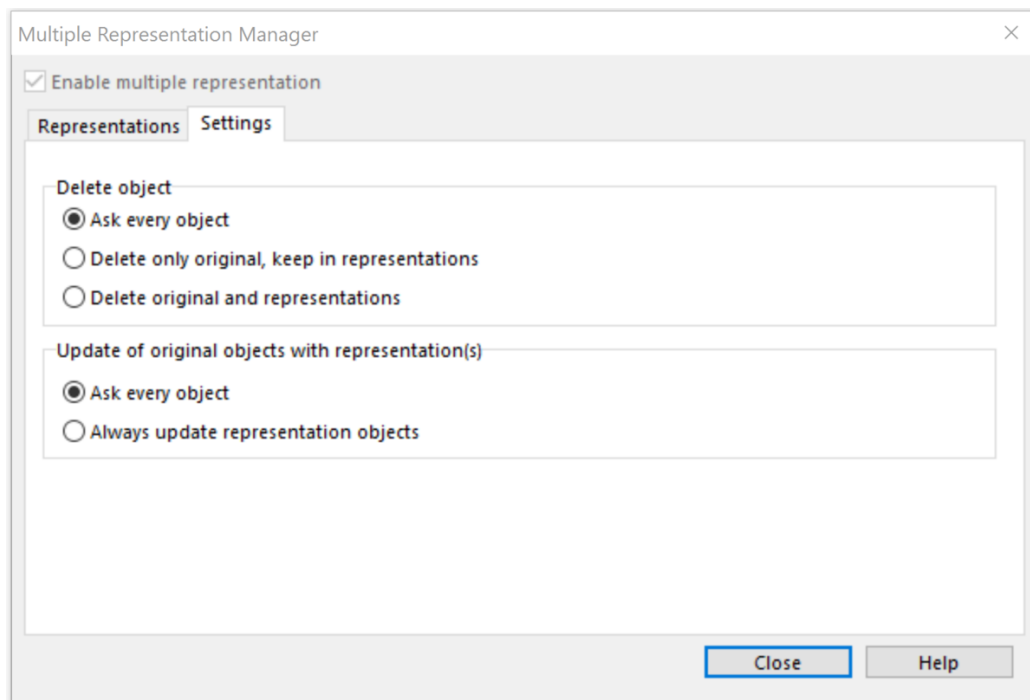 Multiple Representation Manager
Enable multiple representation
Representations Settings
Delete object
Ask every object
Delete only original, keep in representations
Delete original and representations
Update of original objects with representation(s)
Ask every object
Always update representation objects
Close Help